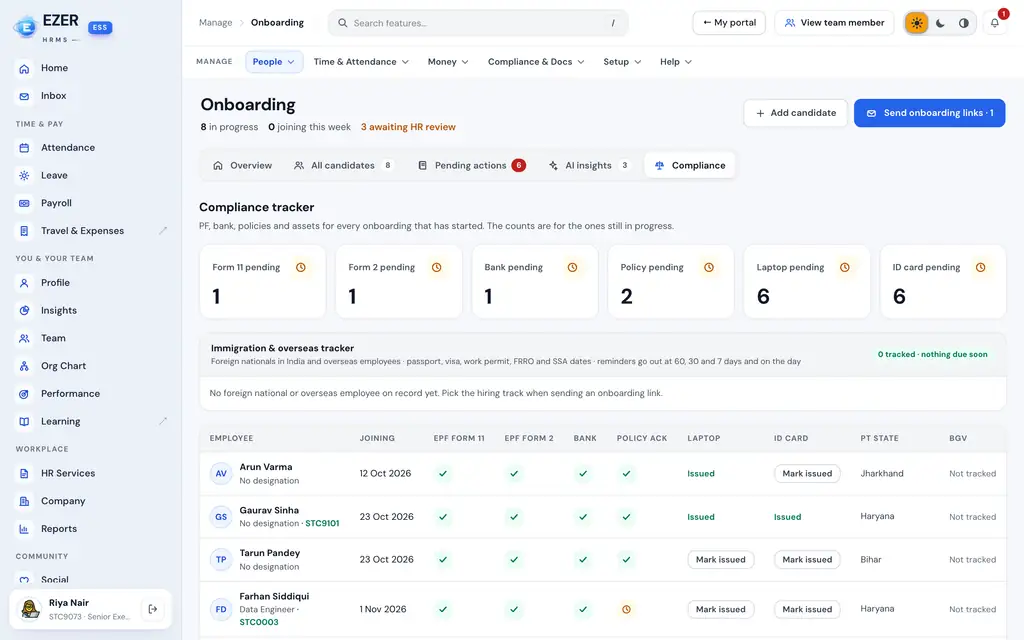 EZER
HRMS
ESS
Manage > Onboarding
Search features...
/
← My portal
View team member
1
Home
Inbox
TIME & PAY
Attendance
Leave
Payroll
Travel & Expenses
YOU & YOUR TEAM
Profile
Insights
Team
Org Chart
Performance
Learning
WORKPLACE
HR Services
Company
Reports
COMMUNITY
Social
Riya Nair
STC9073 · Senior Exe...
MANAGE
People
Time & Attendance
Money
Compliance & Docs
Setup
Help
Onboarding
8 in progress 0 joining this week 3 awaiting HR review
+ Add candidate
Send onboarding links · 1
Overview
All candidates 8
Pending actions 6
AI insights 3
Compliance
Compliance tracker
PF, bank, policies and assets for every onboarding that has started. The counts are for the ones still in progress.
Form 11 pending
1
Form 2 pending
1
Bank pending
1
Policy pending
2
Laptop pending
6
ID card pending
6
Immigration & overseas tracker
Foreign nationals in India and overseas employees · passport, visa, work permit, FRRO and SSA dates · reminders go out at 60, 30 and 7 days and on the day
0 tracked · nothing due soon
No foreign national or overseas employee on record yet. Pick the hiring track when sending an onboarding link.
EMPLOYEE JOINING EPF FORM 11 EPF FORM 2 BANK POLICY ACK LAPTOP ID CARD PT STATE BGV
AV Arun Varma
No designation
12 Oct 2026 ✓ ✓ ✓ ✓ Issued Mark issued Jharkhand Not tracked
GS Gaurav Sinha
No designation · STC9101
23 Oct 2026 ✓ ✓ ✓ ✓ Issued Issued Haryana Not tracked
TP Tarun Pandey
No designation
23 Oct 2026 ✓ ✓ ✓ ✓ Mark issued Mark issued Bihar Not tracked
FD Farhan Siddiqui
Data Engineer ·
STC0003
1 Nov 2026 ✓ ✓ ✓ Mark issued Mark issued Haryana Not tracked